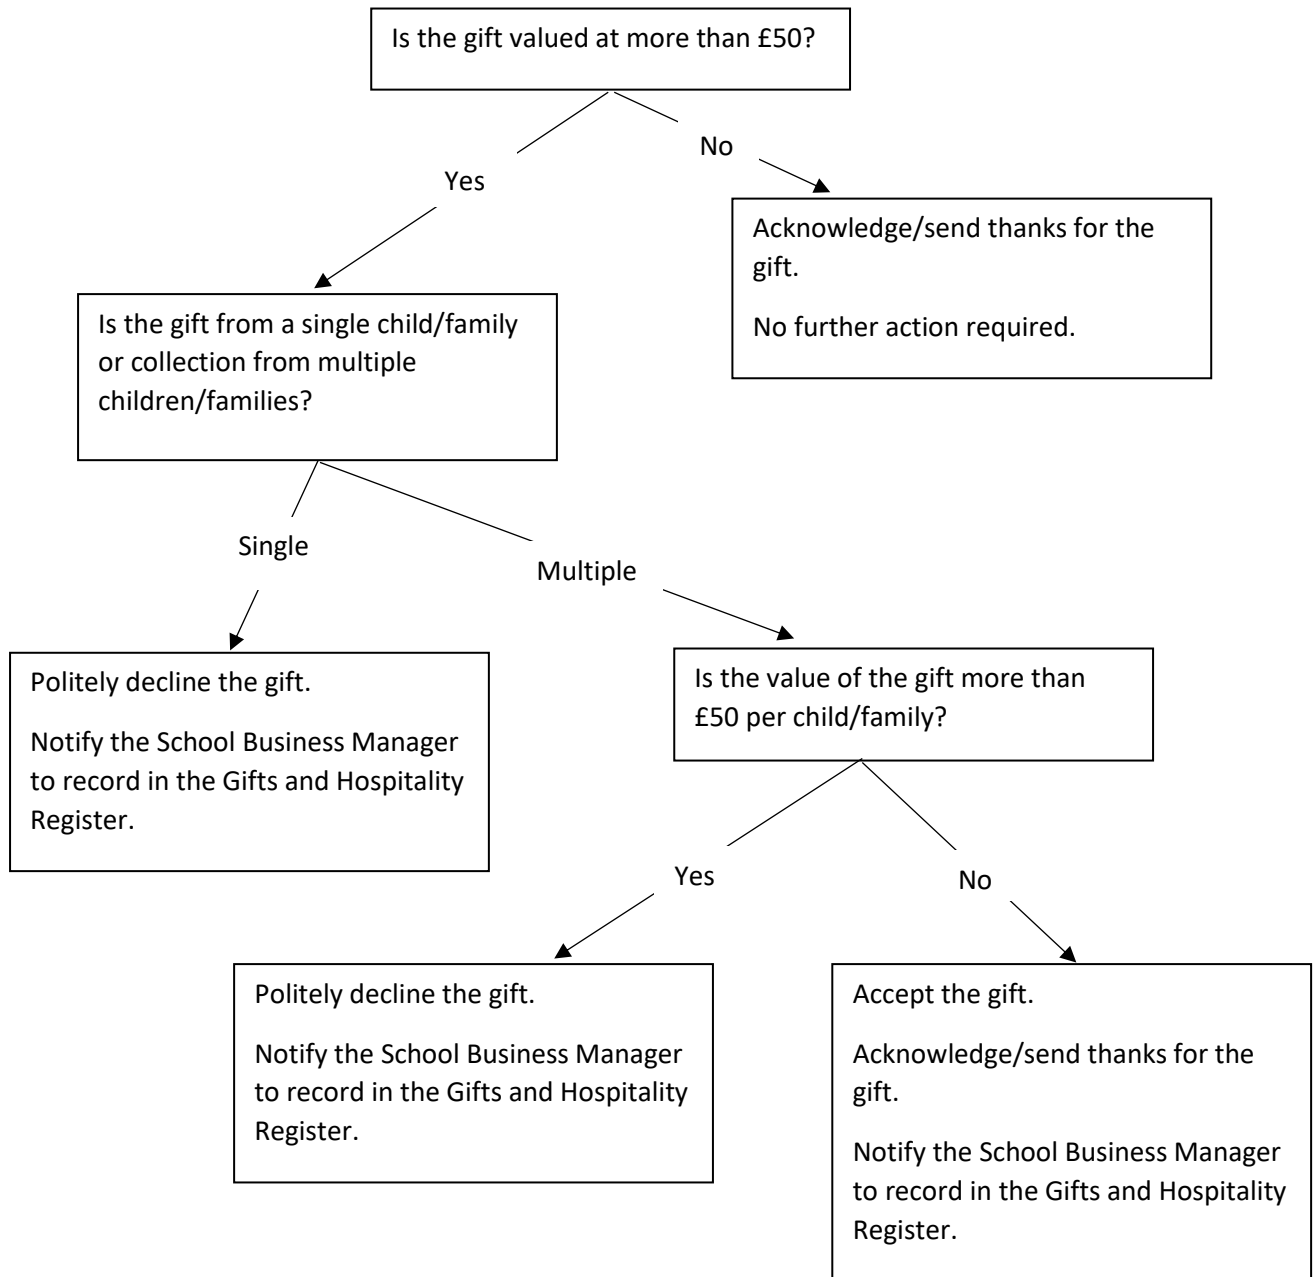 Is the gift valued at more than £50?
No
Yes
Acknowledge/send thanks for the
gift.
No further action required.
Is the gift from a single child/family
or collection from multiple
children/families?
Single
Multiple
Politely decline the gift.
Notify the School Business Manager
to record in the Gifts and Hospitality
Register.
Is the value of the gift more than
£50 per child/family?
Yes
No
Politely decline the gift.
Notify the School Business Manager
to record in the Gifts and Hospitality
Register.
Accept the gift.
Acknowledge/send thanks for the
gift.
Notify the School Business Manager
to record in the Gifts and Hospitality
Register.